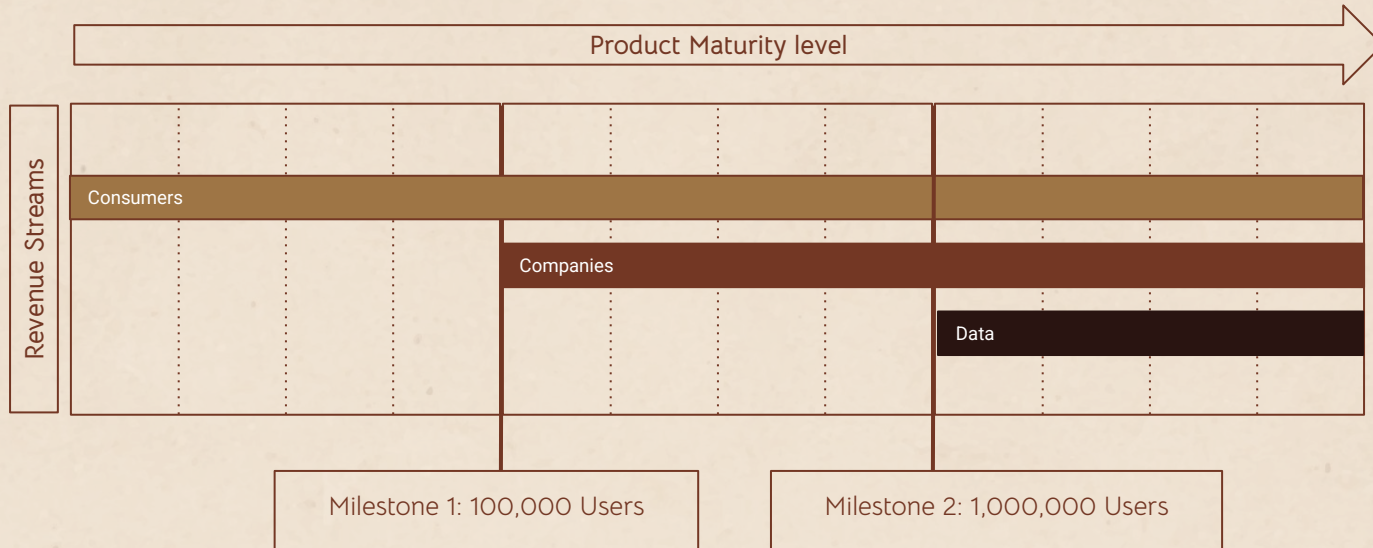 Product Maturity level
Revenue Streams
Consumers
Companies
Data
Milestone 1: 100,000 Users
Milestone 2: 1,000,000 Users